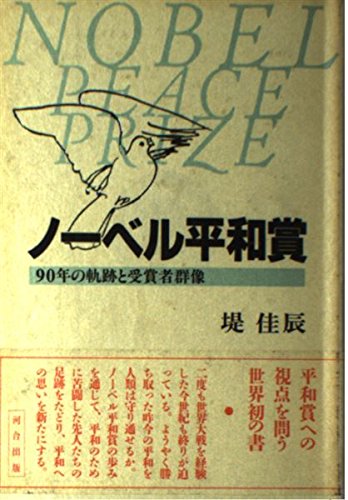 NOBEL
PEACE
PRIZE
ノーベル平和賞
90年の軌跡と受賞者群像
堤 佳辰
平和賞への
視点を問う
世界初の書
●
二度も世界大戦を経験
した今世紀も終りが迫
っている。ようやく勝
ち取った昨今の平和を
人類は守り通せるか。
ノーベル平和賞の歩み
を通じて、平和のため
に苦闘した先人たちの
足跡をたどり、平和へ
の思いを新たにする。
河合出版